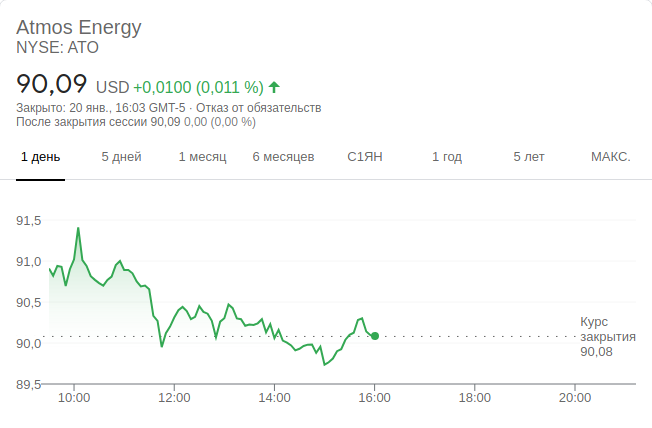 Atmos Energy
NYSE: ATO
90,09 USD +0,0100 (0,011 %)
Закрыто: 20 янв., 16:03 GMT-5 · Отказ от обязательств
После закрытия сессии 90,09 0,00 (0,00 %)
1 день 5 дней 1 месяц 6 месяцев С1ЯН 1 год 5 лет МАКС.
91,5
91,0
90,5
90,0
89,5
Курс
закрытия
90,08
10:00 12:00 14:00 16:00 18:00 20:00